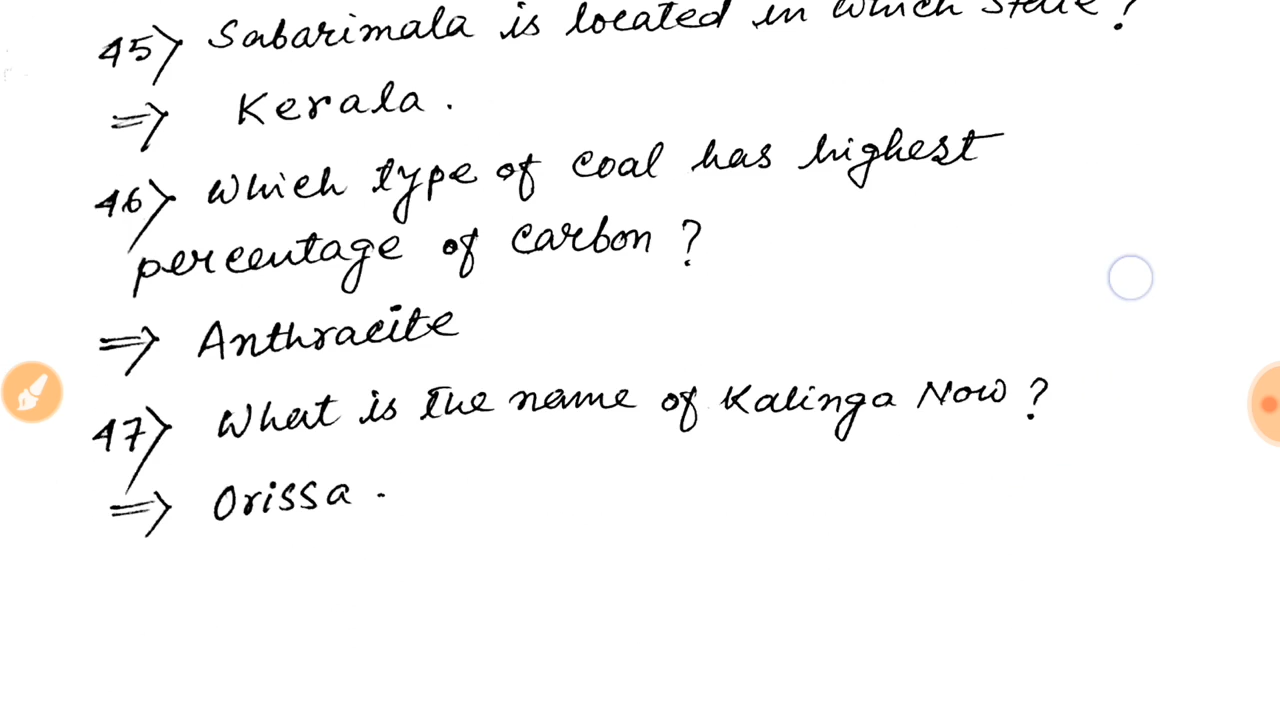 45> Sabarimala is located in which state?
=> Kerala.
46> Which type of coal has highest
percentage of carbon?
=> Anthracite
47> What is the name of Kalinga Now?
=> Orissa.